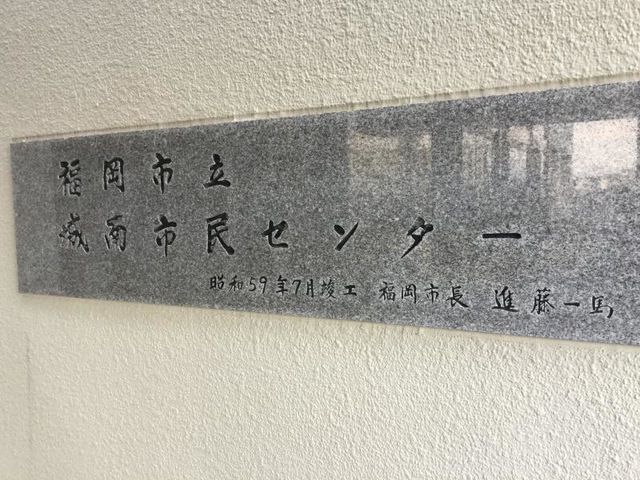 福岡市立
城南市民センター
昭和59年7月竣工 福岡市長 進藤一馬